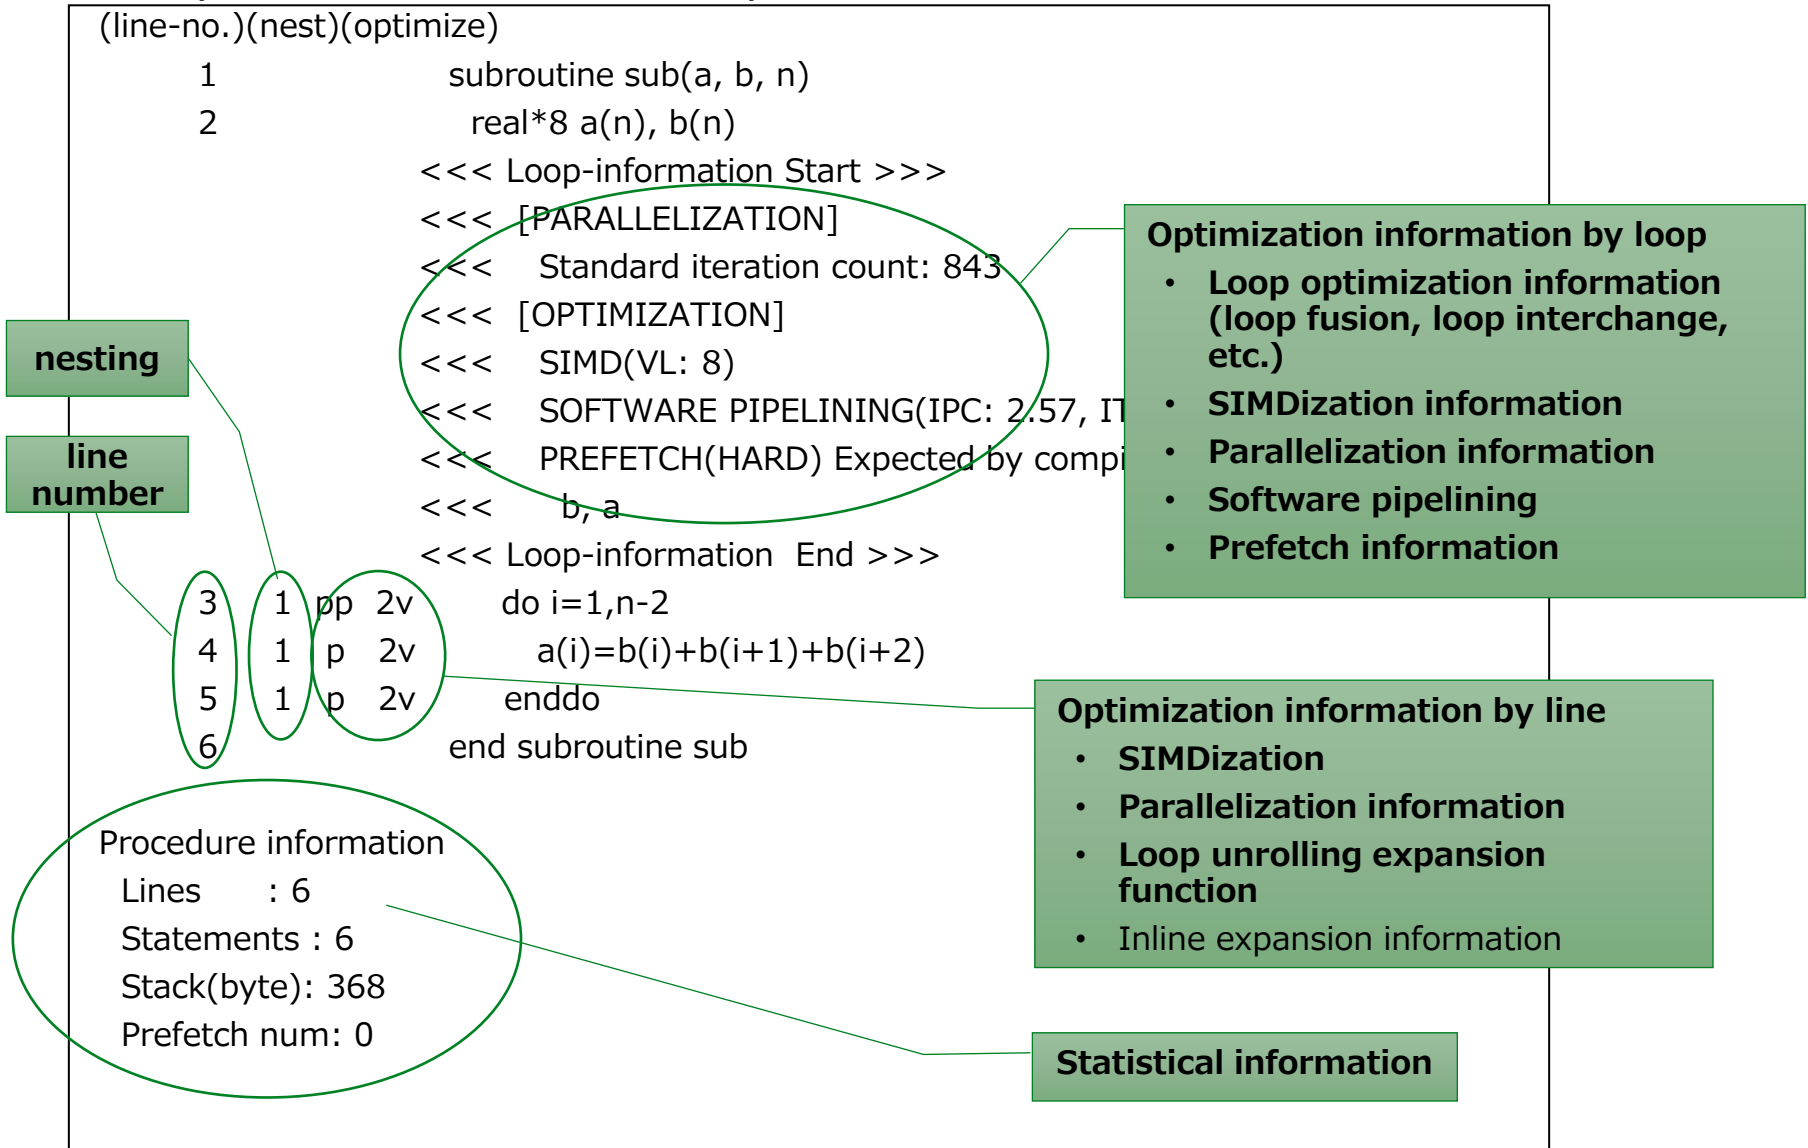 (line-no.)(nest)(optimize)
1 subroutine sub(a, b, n)
2 real*8 a(n), b(n)
<<< Loop-information Start >>>
<<< [PARALLELIZATION]
<<< Standard iteration count: 843
<<< [OPTIMIZATION]
<<< SIMD(VL: 8)
<<< SOFTWARE PIPELINING(IPC: 2.57,
<<< PREFETCH(HARD) Expected by
<<< b, a
<<< Loop-information End >>>
3 1 pp 2v do i=1,n-2
4 1 p 2v a(i)=b(i)+b(i+1)+b(i+2)
5 1 p 2v enddo
6 end subroutine sub
Procedure information
Lines : 6
Statements : 6
Stack(byte): 368
Prefetch num: 0
nesting
line
number
Optimization information by loop
• Loop optimization information
(loop fusion, loop interchange,
etc.)
• SIMDization information
• Parallelization information
• Software pipelining
• Prefetch information
Optimization information by line
• SIMDization
• Parallelization information
• Loop unrolling expansion
function
• Inline expansion information
Statistical information